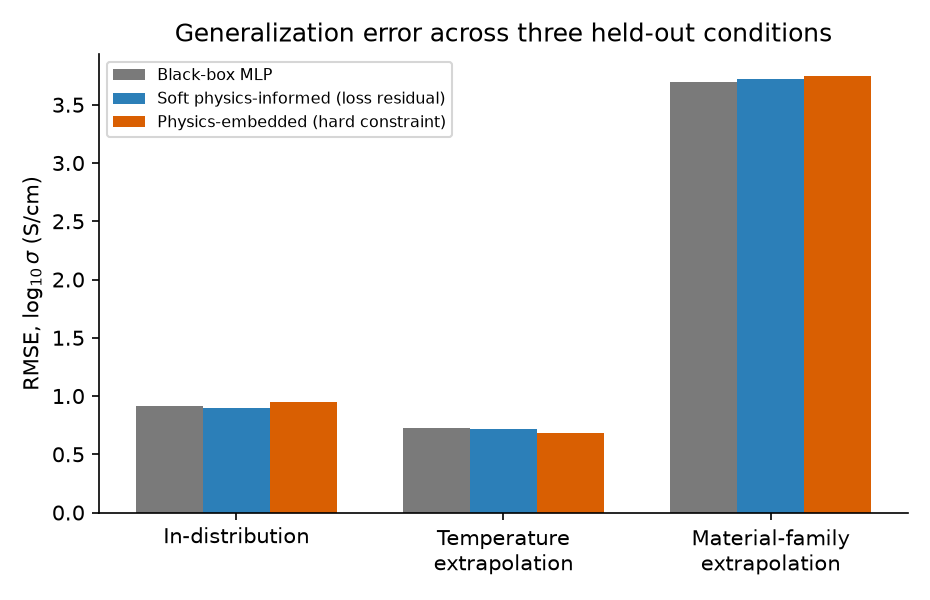 Generalization error across three held-out conditions
Black-box MLP
Soft physics-informed (loss residual)
Physics-embedded (hard constraint)
RMSE, log₁₀ σ (S/cm)
3.5
3.0
2.5
2.0
1.5
1.0
0.5
0.0
In-distribution
Temperature
extrapolation
Material-family
extrapolation